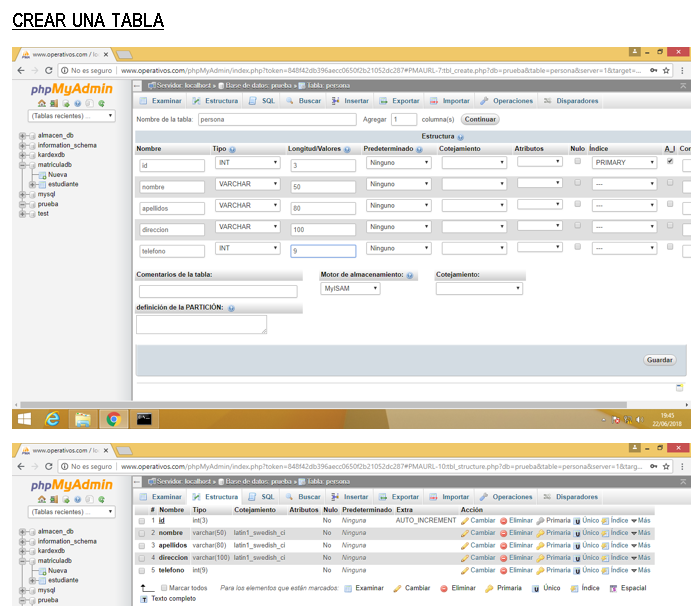 CREAR UNA TABLA
www.operativos.com / lo
No es seguro www.operativos.com/phpMyAdmin/index.php?token=848f42db396aecc0650f2b21052dc287#PMAURL-7:tbl_create.php?db=prueba&table=persona&server=1&target=...
phpMyAdmin
(Tablas recientes) ...
almacen_db
information_schema
kardexdb
matriculadb
Nueva
estudiante
mysql
prueba
test
Servidor: localhost » Base de datos: prueba » Tabla: persona
Examinar Estructura SQL Buscar Insertar Exportar Importar Operaciones Disparadores
Nombre de la tabla: persona Agregar 1 columna(s) Continuar
Estructura
Nombre Tipo Longitud/Valores Predeterminado Cotejamiento Atributos Nulo Índice A_I Cor
id INT 3 Ninguno PRIMARY
nombre VARCHAR 50 Ninguno ---
apellidos VARCHAR 80 Ninguno ---
direccion VARCHAR 100 Ninguno ---
telefono INT 9 Ninguno ---
Comentarios de la tabla: Motor de almacenamiento: Cotejamiento:
MyISAM
definición de la PARTICIÓN:
Guardar
19:45
22/06/2018
www.operativos.com / lo
No es seguro www.operativos.com/phpMyAdmin/index.php?token=848f42db396aecc0650f2b21052dc287#PMAURL-10:tbl_structure.php?db=prueba&table=persona&server=1&targ...
phpMyAdmin
(Tablas recientes) ...
almacen_db
information_schema
kardexdb
matriculadb
Nueva
estudiante
mysql
prueba
Servidor: localhost » Base de datos: prueba » Tabla: persona
Examinar Estructura SQL Buscar Insertar Exportar Importar Operaciones Disparadores
# Nombre Tipo Cotejamiento Atributos Nulo Predeterminado Extra Acción
1 id int(3) No Ninguna AUTO_INCREMENT Cambiar Eliminar Primaria Único Índice Más
2 nombre varchar(50) latin1_swedish_ci No Ninguna Cambiar Eliminar Primaria Único Índice Más
3 apellidos varchar(80) latin1_swedish_ci No Ninguna Cambiar Eliminar Primaria Único Índice Más
4 direccion varchar(100) latin1_swedish_ci No Ninguna Cambiar Eliminar Primaria Único Índice Más
5 telefono int(9) No Ninguna Cambiar Eliminar Primaria Único Índice Más
Marcar todos Para los elementos que están marcados: Examinar Cambiar Eliminar Primaria Único Índice Espacial
Texto completo